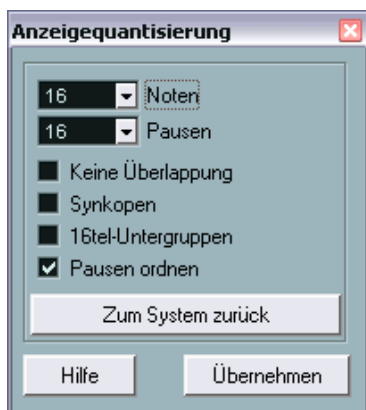 Anzeigequantisierung
16 Noten
16 Pausen
Keine Überlappung
Synkopen
16tel-Untergruppen
Pausen ordnen
Zum System zurück
Hilfe Übernehmen